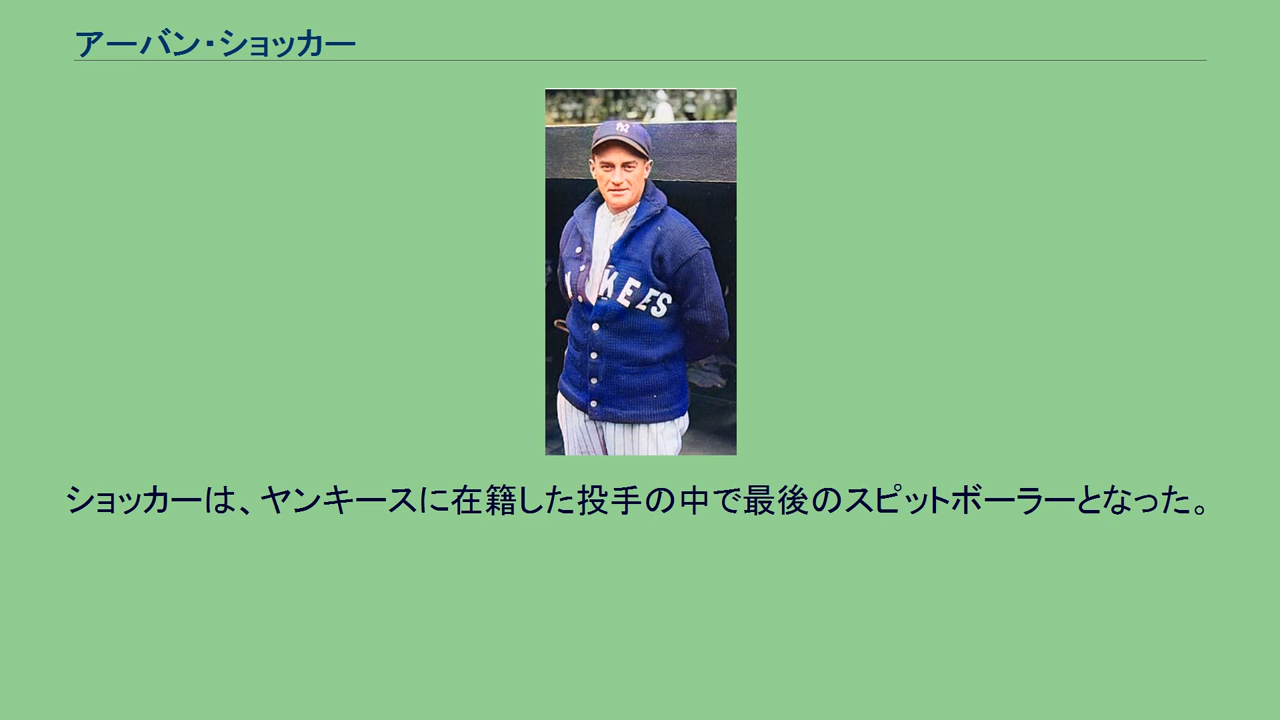 アーバン・ショッカー
NY
YANKEES
ショッカーは、ヤンキースに在籍した投手の中で最後のスピットボーラーとなった。